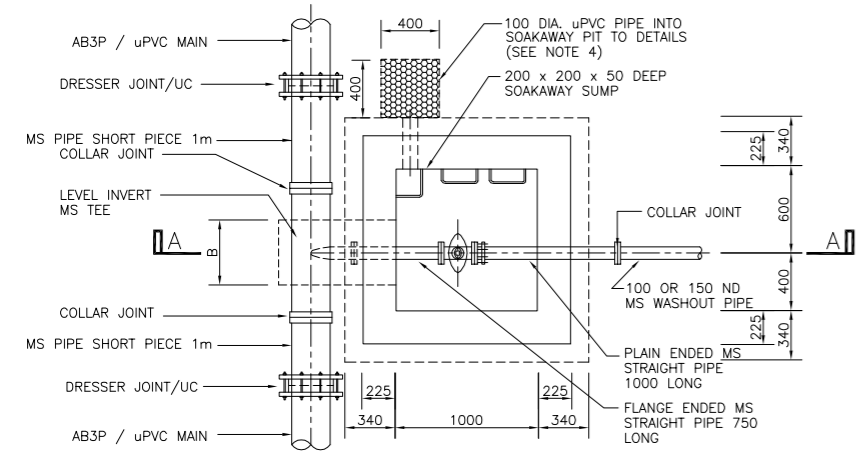 400
100 DIA. uPVC PIPE INTO
SOAKAWAY PIT TO DETAILS
(SEE NOTE 4)
200 x 200 x 50 DEEP
SOAKAWAY SUMP
AB3P / uPVC MAIN
DRESSER JOINT/UC
400
MS PIPE SHORT PIECE 1m
COLLAR JOINT
LEVEL INVERT
MS TEE
225
340
600
COLLAR JOINT
A
B
A
100 OR 150 ND
MS WASHOUT PIPE
400
COLLAR JOINT
MS PIPE SHORT PIECE 1m
225
340
PLAIN ENDED MS
STRAIGHT PIPE
1000 LONG
DRESSER JOINT/UC
225
225
340
1000
340
FLANGE ENDED MS
STRAIGHT PIPE 750
LONG
AB3P / uPVC MAIN